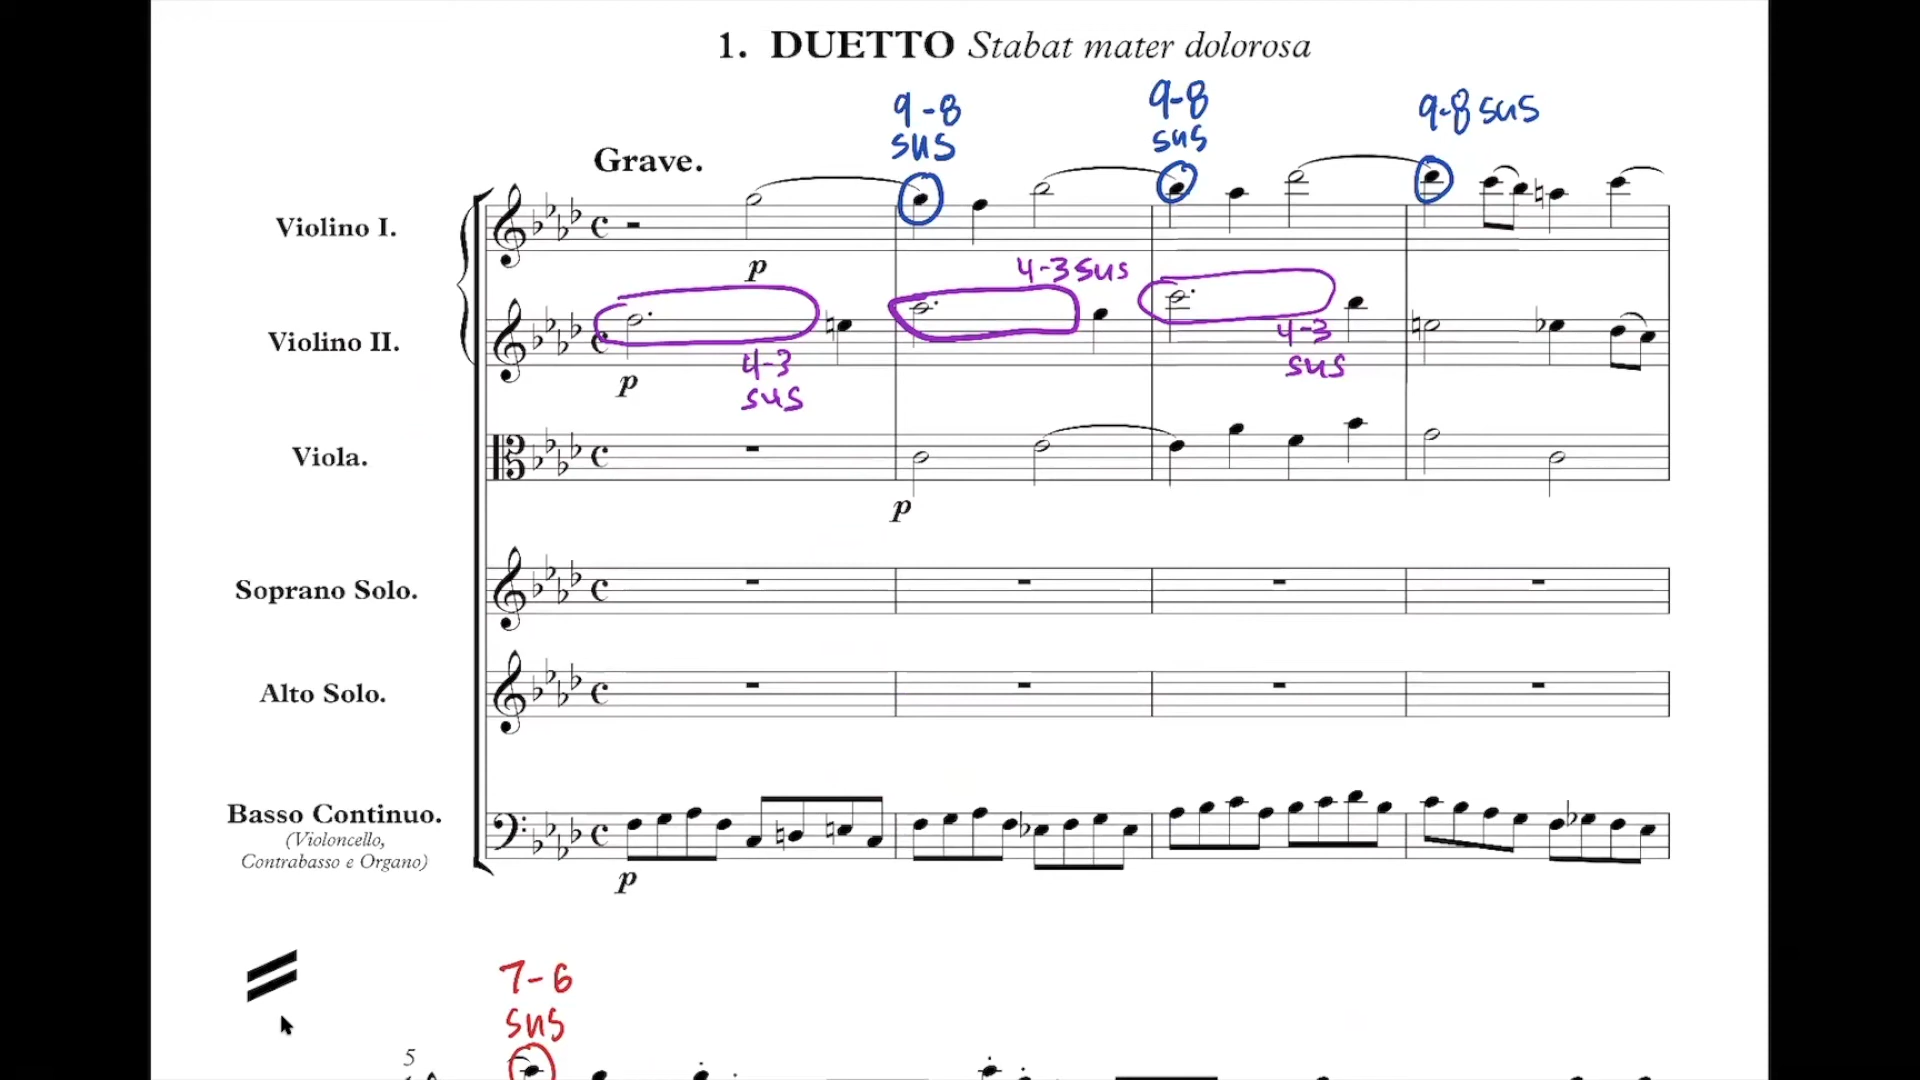 1. DUETTO Stabat mater dolorosa
9-8
sus
9-8
sus
9-8 sus
Grave.
Violino I.
p
4-3 sus
Violino II.
p
4-3
sus
4-3
sus
Viola.
p
Soprano Solo.
Alto Solo.
Basso Continuo.
(Violoncello,
Contrabasso e Organo)
p
7-6
sus
5